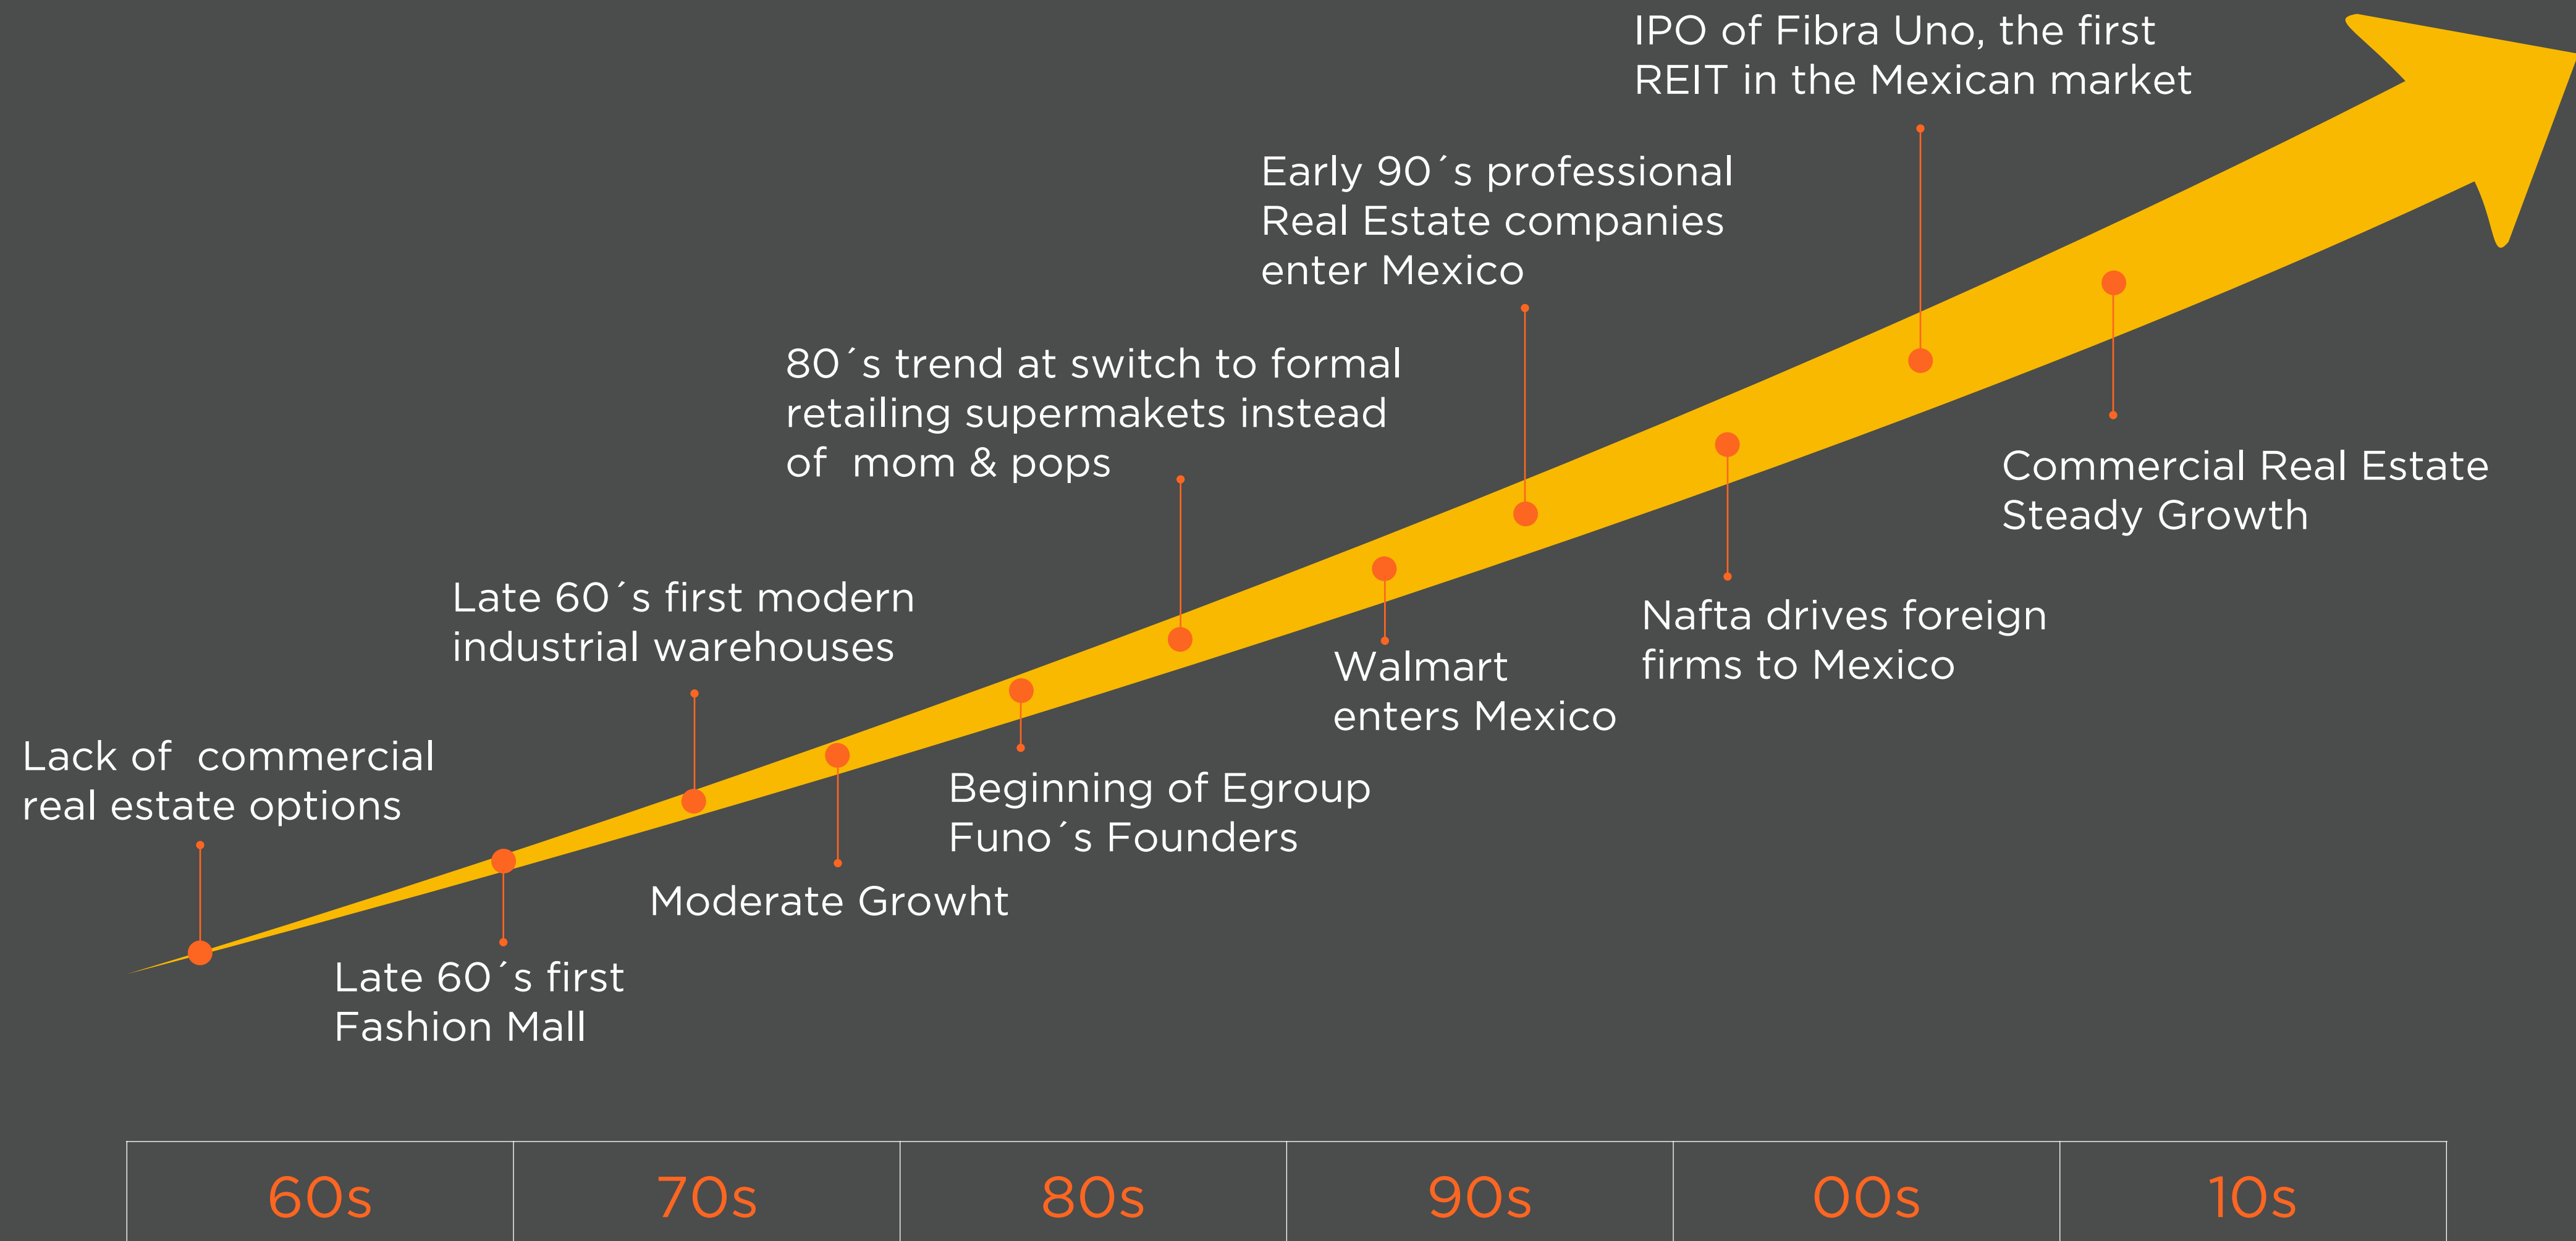 IPO of Fibra Uno, the first
REIT in the Mexican market
Early 90´s professional
Real Estate companies
enter Mexico
80´s trend at switch to formal
retailing supermakets instead
of  mom & pops
Commercial Real Estate
Steady Growth
Late 60´s first modern
industrial warehouses
Nafta drives foreign
firms to Mexico
Walmart
enters Mexico
Lack of  commercial
real estate options
Beginning of Egroup
Funo´s Founders
Moderate Growht
Late 60´s first
Fashion Mall
60s
70s
80s
90s
00s
10s